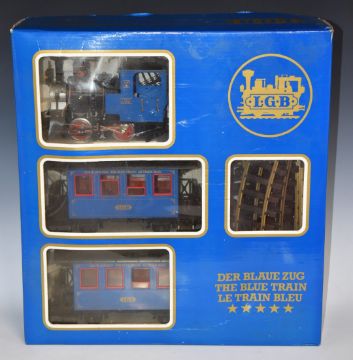 L·G·B
DER BLAUE ZUG
THE BLUE TRAIN
LE TRAIN BLEU